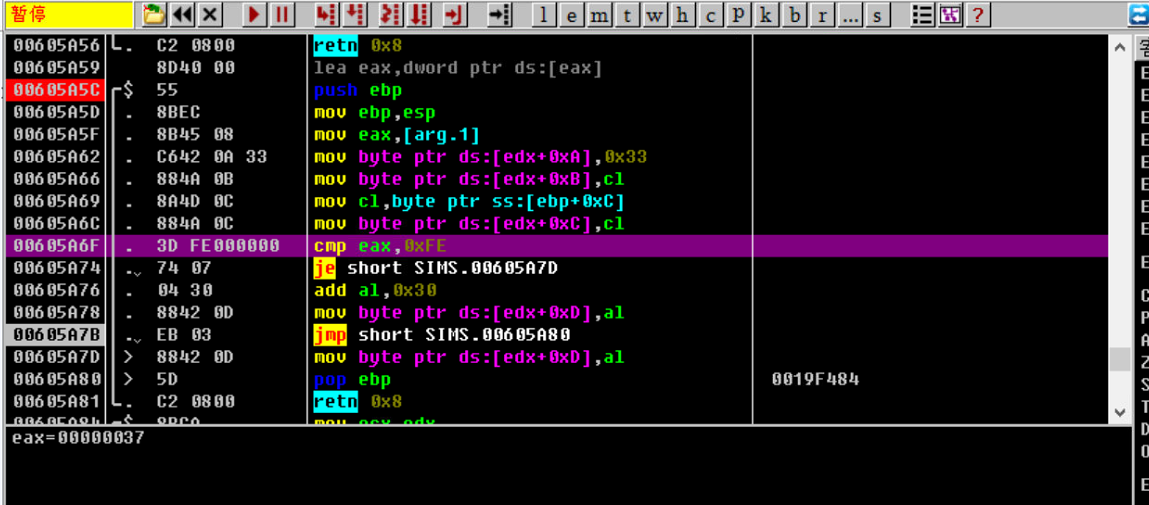 暂停 l e m t w h c P k b r ... s ?
00605A56 . C2 0800 retn 0x8
00605A59 8D40 00 lea eax,dword ptr ds:[eax]
00605A5C $ 55 push ebp
00605A5D . 8BEC mov ebp,esp
00605A5F . 8B45 08 mov eax,[arg.1]
00605A62 . C642 0A 33 mov byte ptr ds:[edx+0xA],0x33
00605A66 . 884A 0B mov byte ptr ds:[edx+0xB],cl
00605A69 . 8A4D 0C mov cl,byte ptr ss:[ebp+0xC]
00605A6C . 884A 0C mov byte ptr ds:[edx+0xC],cl
00605A6F . 3D FE000000 cmp eax,0xFE
00605A74 . 74 07 je short SIMS.00605A7D
00605A76 . 04 30 add al,0x30
00605A78 . 8842 0D mov byte ptr ds:[edx+0xD],al
00605A7B . EB 03 jmp short SIMS.00605A80
00605A7D > 8842 0D mov byte ptr ds:[edx+0xD],al
00605A80 > 5D pop ebp 0019F484
00605A81 . C2 0800 retn 0x8
eax=00000037